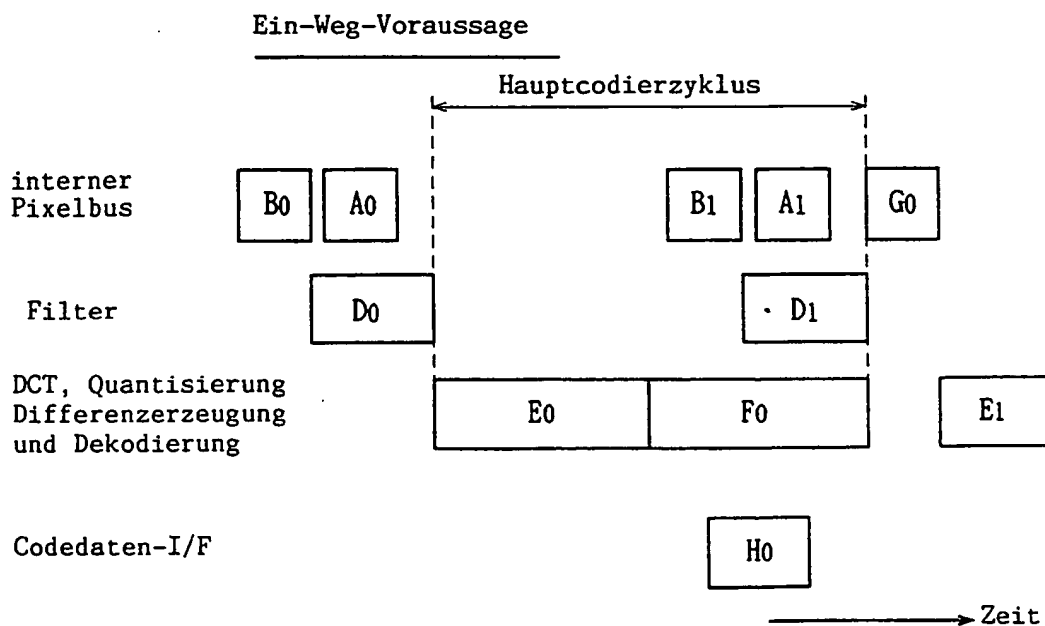 Ein-Weg-Voraussage
Hauptcodierzyklus
interner
Pixelbus
B0
A0
B1
A1
G0
Filter
D0
D1
DCT, Quantisierung
Differenzerzeugung
und Dekodierung
E0
F0
E1
Codedaten-I/F
H0
Zeit